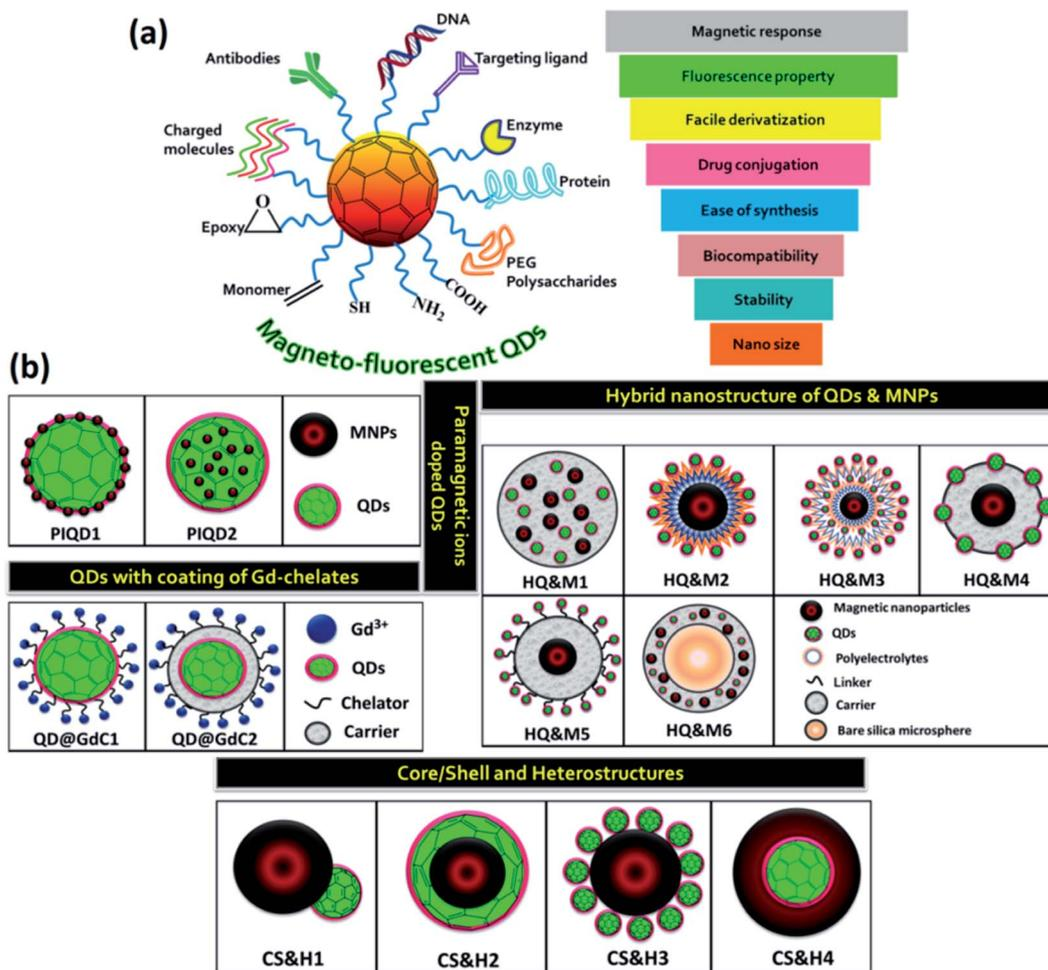 (a)
DNA
Antibodies
Targeting ligand
Charged
molecules
Enzyme
Protein
O
Epoxy
PEG
Polysaccharides
Monomer
SH
NH2
COOH
Magneto-fluorescent QDs
Magnetic response
Fluorescence property
Facile derivatization
Drug conjugation
Ease of synthesis
Biocompatibility
Stability
Nano size
(b)
PIQD1
PIQD2
MNPs
QDs
Paramagnetic ions
doped QDs
QDs with coating of Gd-chelates
QD@GdC1
QD@GdC2
Gd3+
QDs
Chelator
Carrier
Hybrid nanostructure of QDs & MNPs
HQ&M1
HQ&M2
HQ&M3
HQ&M4
HQ&M5
HQ&M6
Magnetic nanoparticles
QDs
Polyelectrolytes
Linker
Carrier
Bare silica microsphere
Core/Shell and Heterostructures
CS&H1
CS&H2
CS&H3
CS&H4